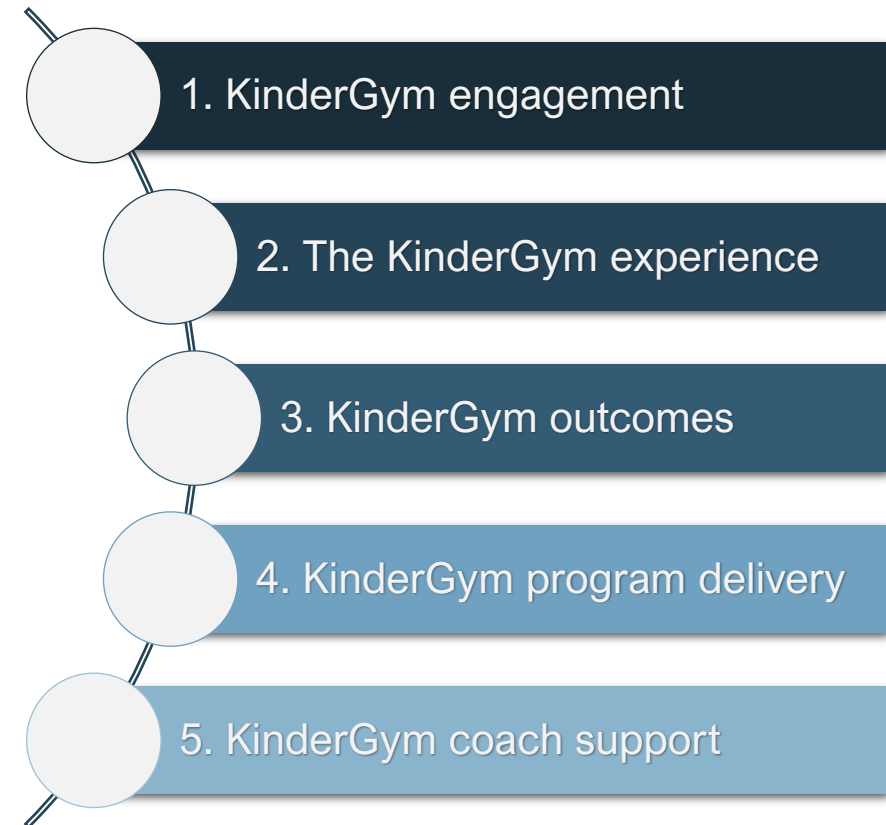 1. KinderGym engagement
2. The KinderGym experience
3. KinderGym outcomes
4. KinderGym program delivery
5. KinderGym coach support